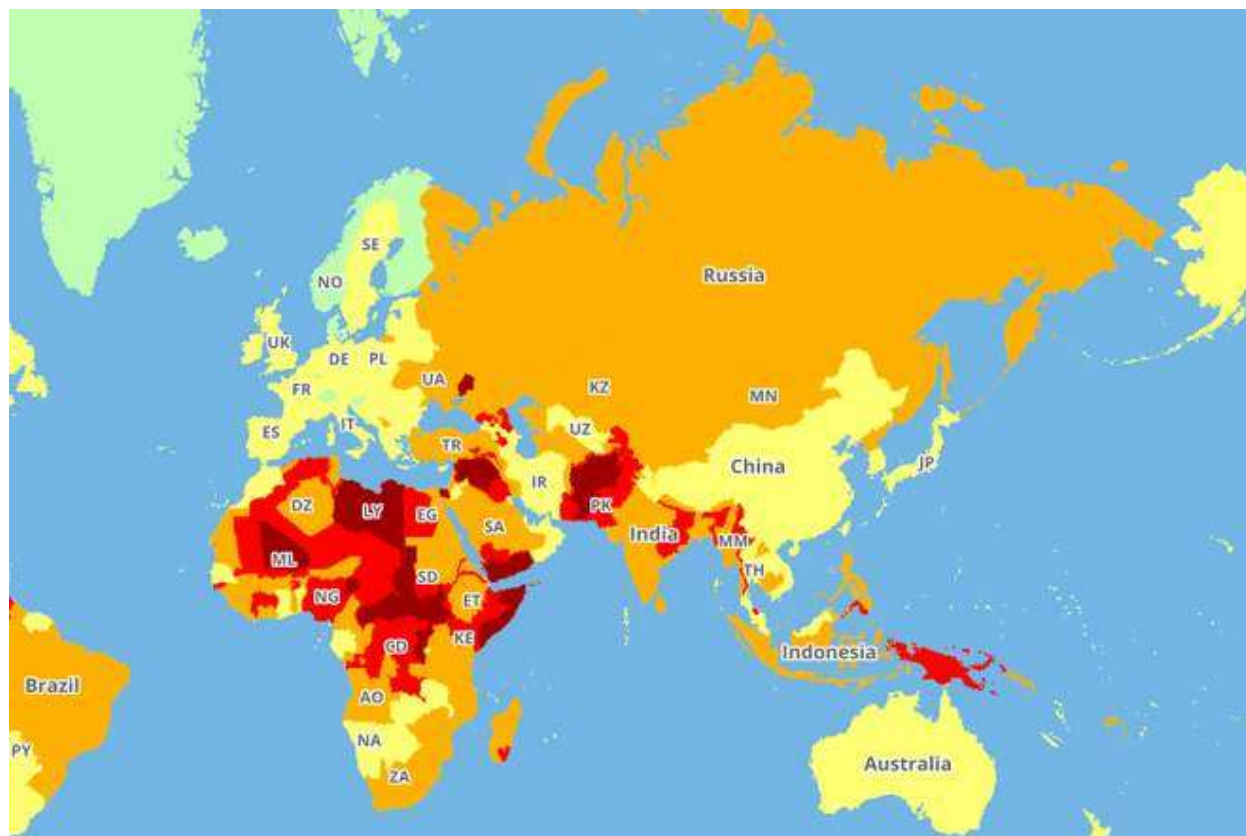 SE
NO
Russia
UK
DE
PL
FR
UA
KZ
MN
ES
IT
TR
UZ
China
JP
IR
DZ
LY
EG
SA
PK
India
MM
ML
SD
TH
NG
ET
CD
KE
Indonesia
Brazil
AO
NA
PY
Australia
ZA